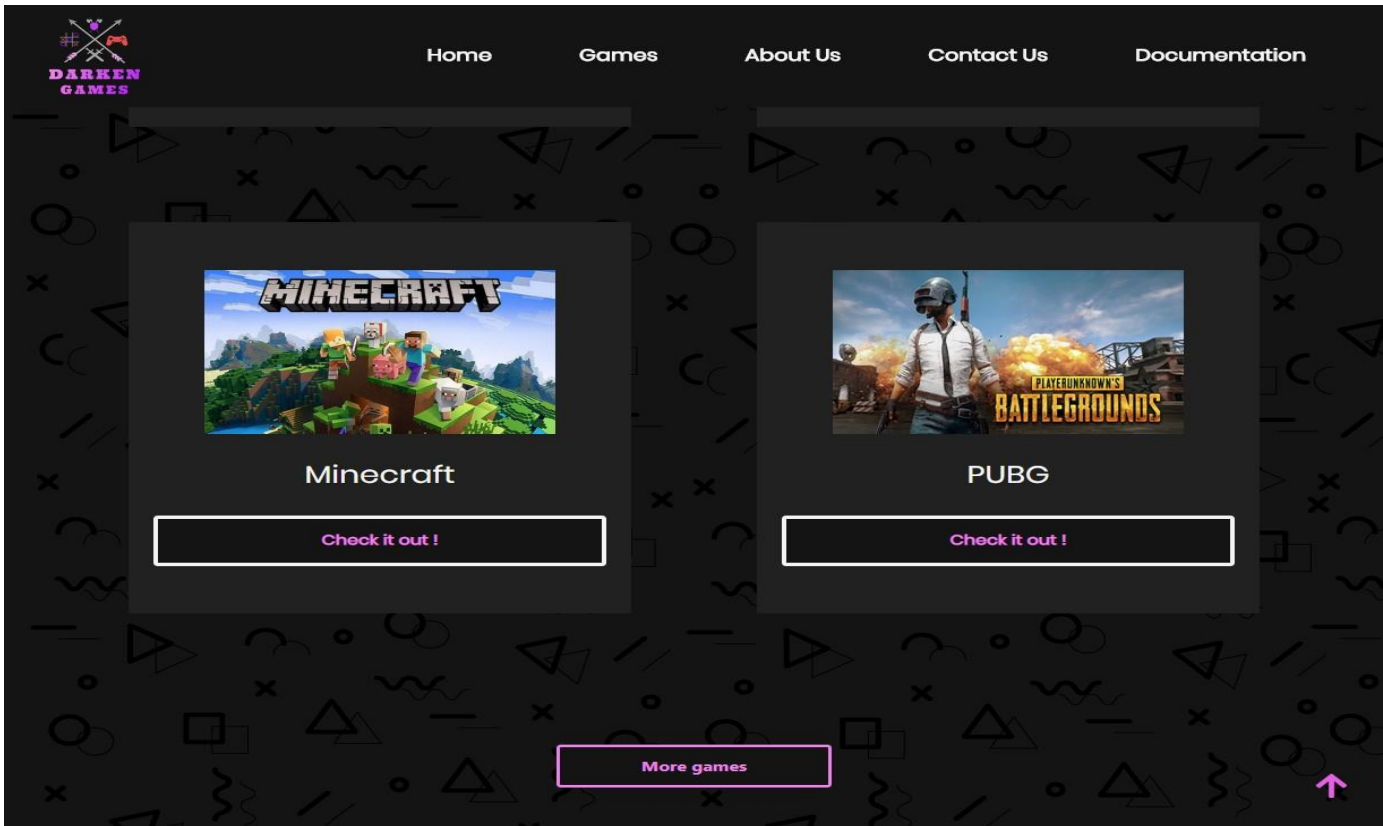 DARKEN
GAMES
Home
Games
About Us
Contact Us
Documentation
MINECRAFT
PLAYERUNKNOWN'S
BATTLEGROUNDS
Minecraft
PUBG
Check it out !
Check it out !
More games